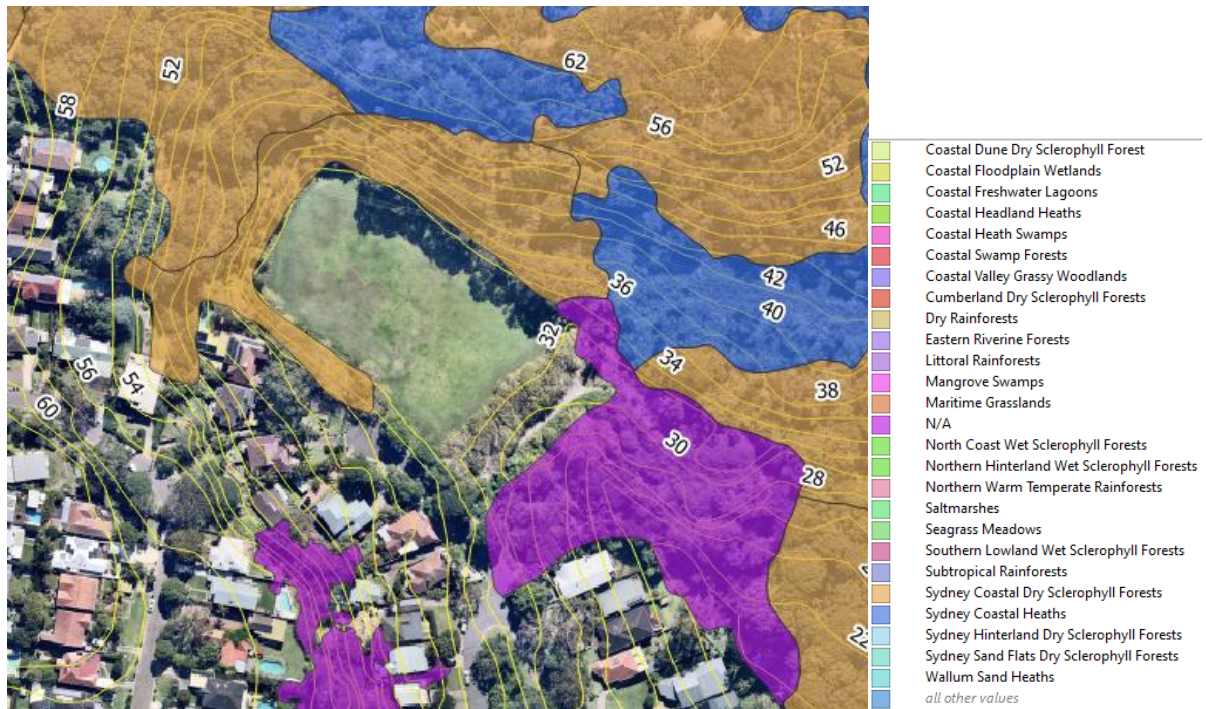 62
52
58
56
52
46
42
36
40
32
34
56
54
38
60
30
28
22
Coastal Dune Dry Sclerophyll Forest
Coastal Floodplain Wetlands
Coastal Freshwater Lagoons
Coastal Headland Heaths
Coastal Heath Swamps
Coastal Swamp Forests
Coastal Valley Grassy Woodlands
Cumberland Dry Sclerophyll Forests
Dry Rainforests
Eastern Riverine Forests
Littoral Rainforests
Mangrove Swamps
Maritime Grasslands
N/A
North Coast Wet Sclerophyll Forests
Northern Hinterland Wet Sclerophyll Forests
Northern Warm Temperate Rainforests
Saltmarshes
Seagrass Meadows
Southern Lowland Wet Sclerophyll Forests
Subtropical Rainforests
Sydney Coastal Dry Sclerophyll Forests
Sydney Coastal Heaths
Sydney Hinterland Dry Sclerophyll Forests
Sydney Sand Flats Dry Sclerophyll Forests
Wallum Sand Heaths
all other values